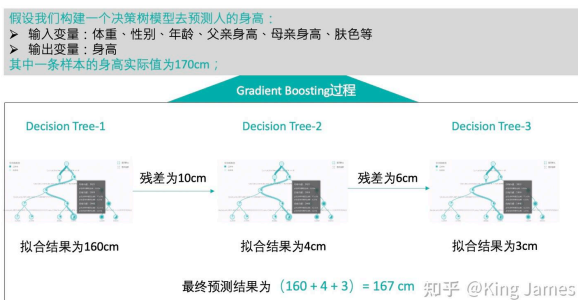 假设我们构建一个决策树模型去预测人的身高：
➢ 输入变量：体重、性别、年龄、父亲身高、母亲身高、肤色等
➢ 输出变量：身高
其中一条样本的身高实际值为170cm；
Gradient Boosting过程
Decision Tree-1 Decision Tree-2 Decision Tree-3
残差为10cm 残差为6cm
拟合结果为160cm 拟合结果为4cm 拟合结果为3cm
最终预测结果为（160 + 4 + 3）= 167 cm
知乎 @King James